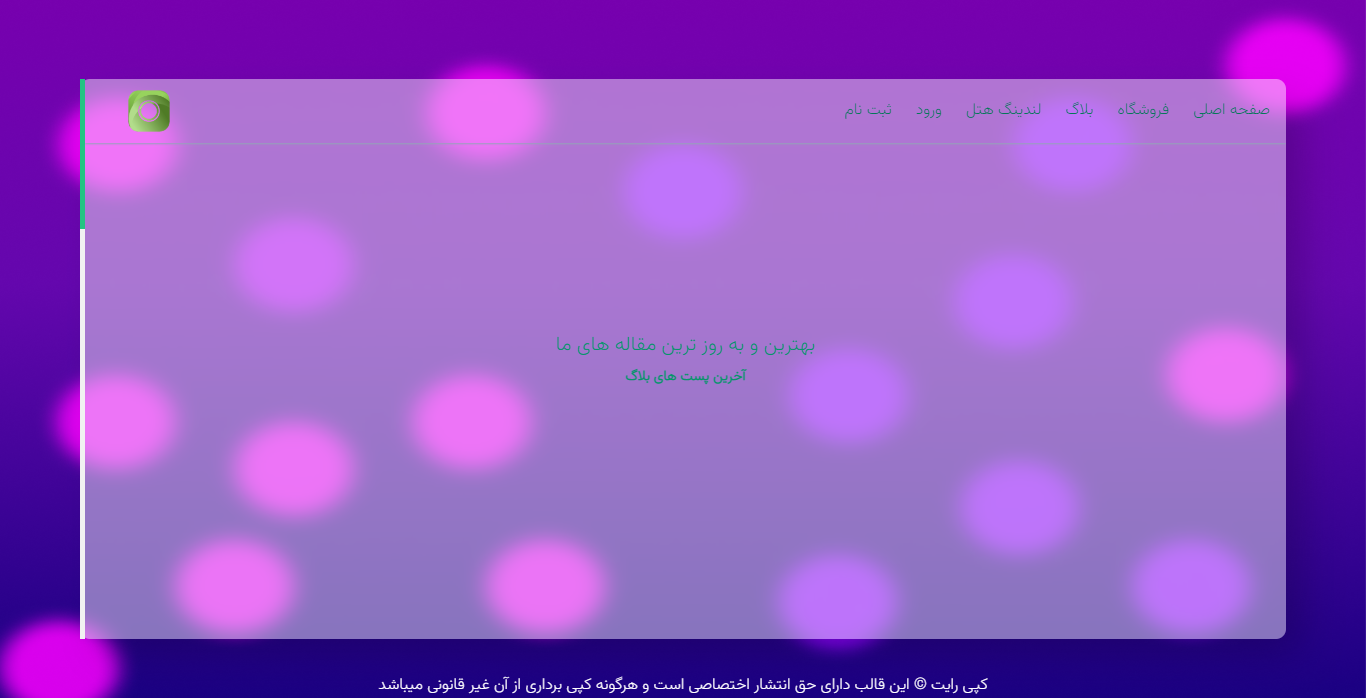 صفحه اصلی فروشگاه بلاگ لندینگ هتل ورود ثبت نام
بهترین و به روز ترین مقاله های ما
آخرین پست های بلاگ
کپی رایت © این قالب دارای حق انتشار اختصاصی است و هرگونه کپی برداری از آن غیر قانونی میباشد